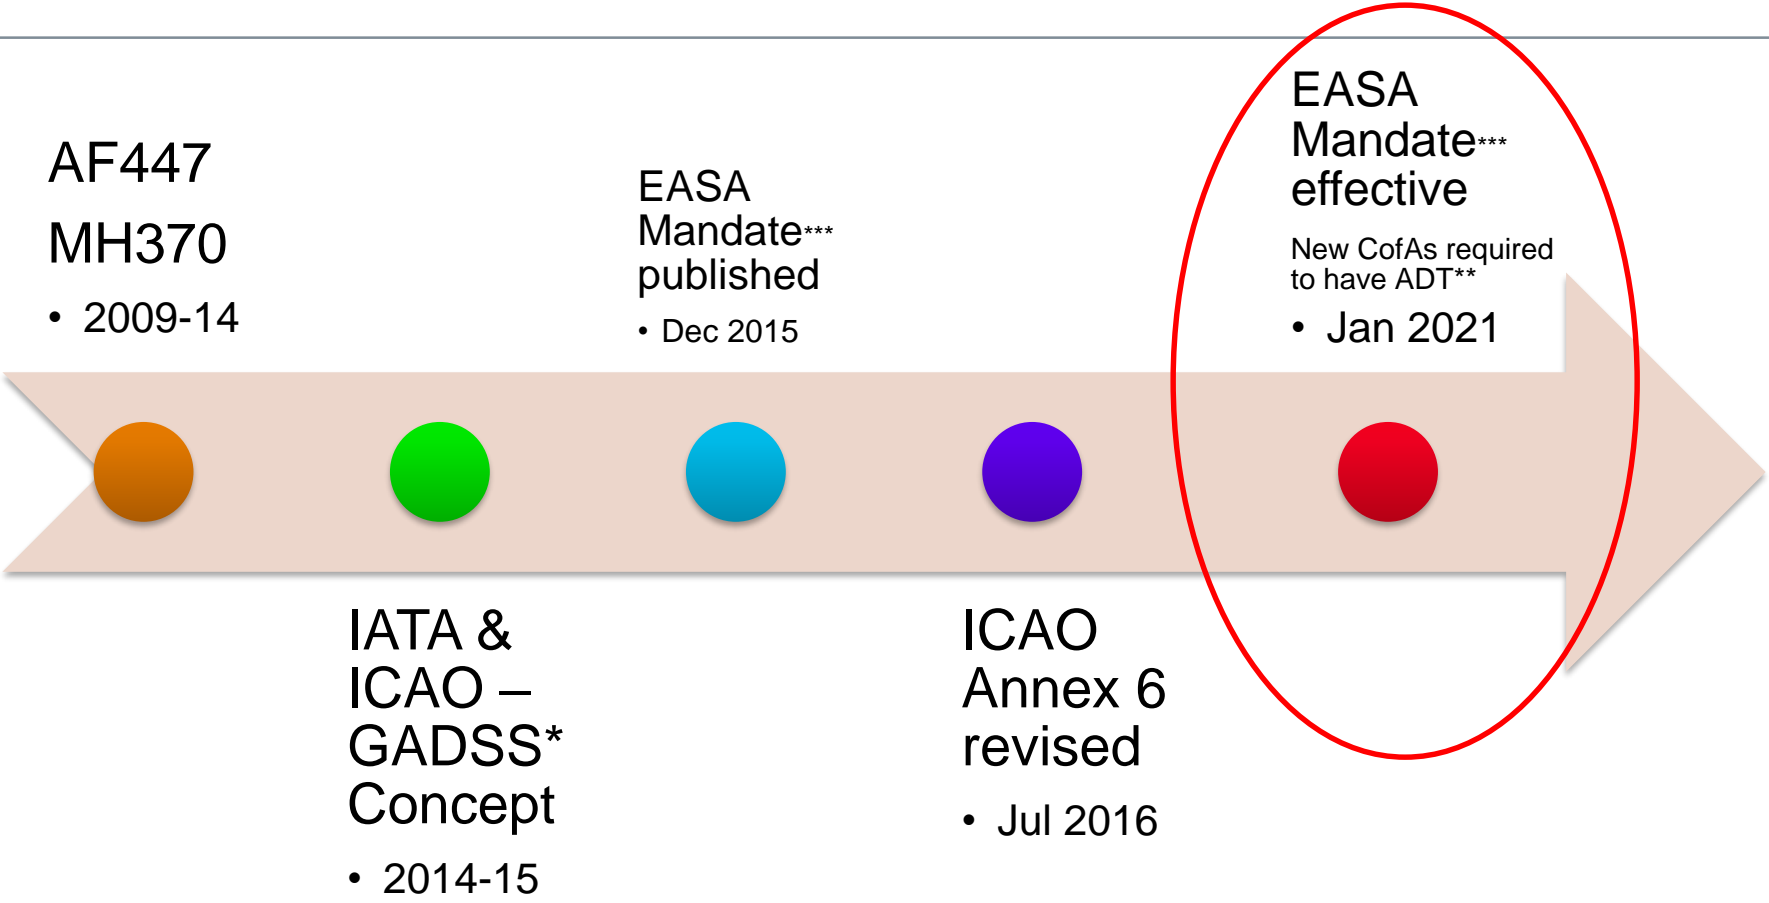 AF447
MH370
• 2009-14
IATA &
ICAO –
GADSS*
Concept
• 2014-15
EASA
Mandate***
published
• Dec 2015
ICAO
Annex 6
revised
• Jul 2016
EASA
Mandate***
effective
New CofAs required
to have ADT**
• Jan 2021